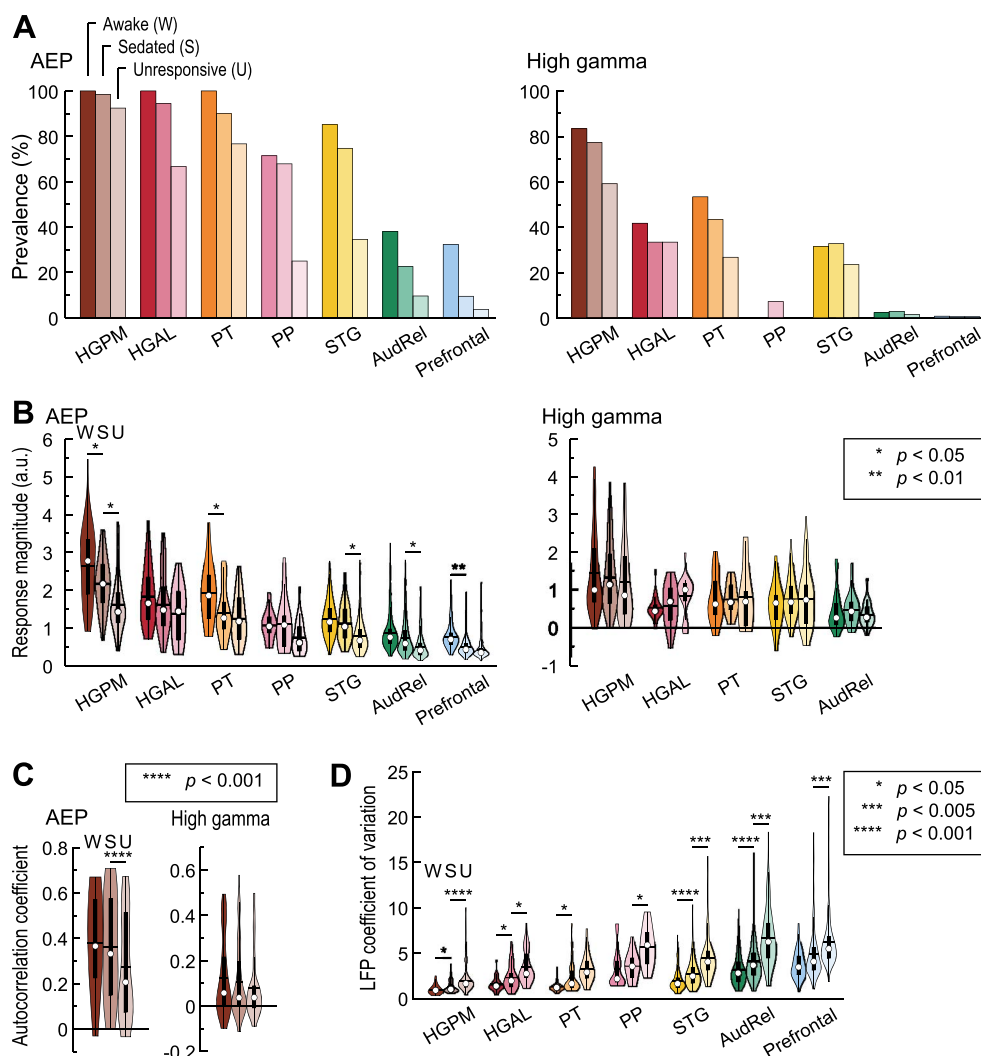 A
AEP
Awake (W)
Sedated (S)
Unresponsive (U)
High gamma
Prevalence (%)
100
80
60
40
20
0
HGPM HGAL PT PP STG AudRel Prefrontal
100
80
60
40
20
0
HGPM HGAL PT PP STG AudRel Prefrontal
B
AEP
W S U
Response magnitude (a.u.)
6
5
4
3
2
1
0
* * * * * **
HGPM HGAL PT PP STG AudRel Prefrontal
High gamma
5
4
3
2
1
0
-1
HGPM HGAL PT STG AudRel
* p < 0.05
** p < 0.01
C
**** p < 0.001
AEP
W S U
****
Autocorrelation coefficient
0.8
0.6
0.4
0.2
0
High gamma
0.6
0.4
0.2
0
-0.2
D
LFP coefficient of variation
25
20
15
10
5
0
W S U
* **** * * * * **** *** **** *** ***
HGPM HGAL PT PP STG AudRel Prefrontal
* p < 0.05
*** p < 0.005
**** p < 0.001